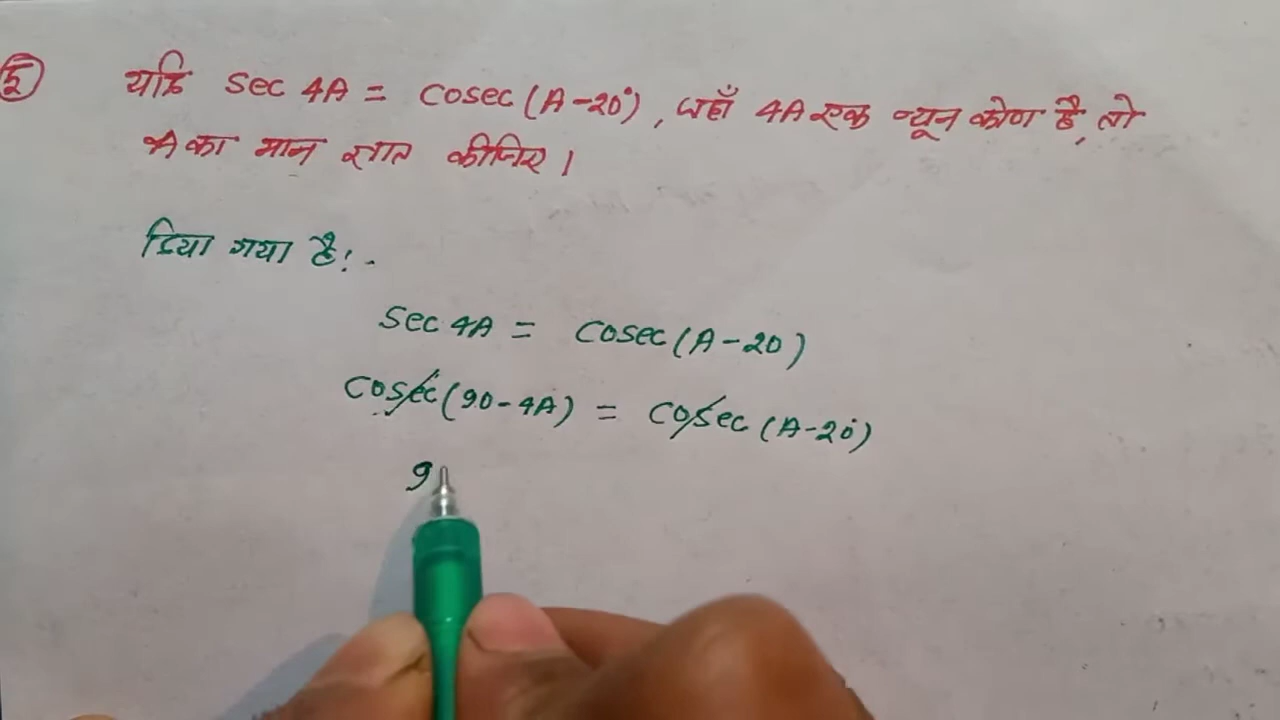 5 यदि sec 4A = cosec (A-20°), जहाँ 4A एक न्यून कोण है, तो
A का मान ज्ञात कीजिए।
दिया गया है:-
sec 4A = cosec (A-20)
cosec (90-4A) = cosec (A-20°)
9